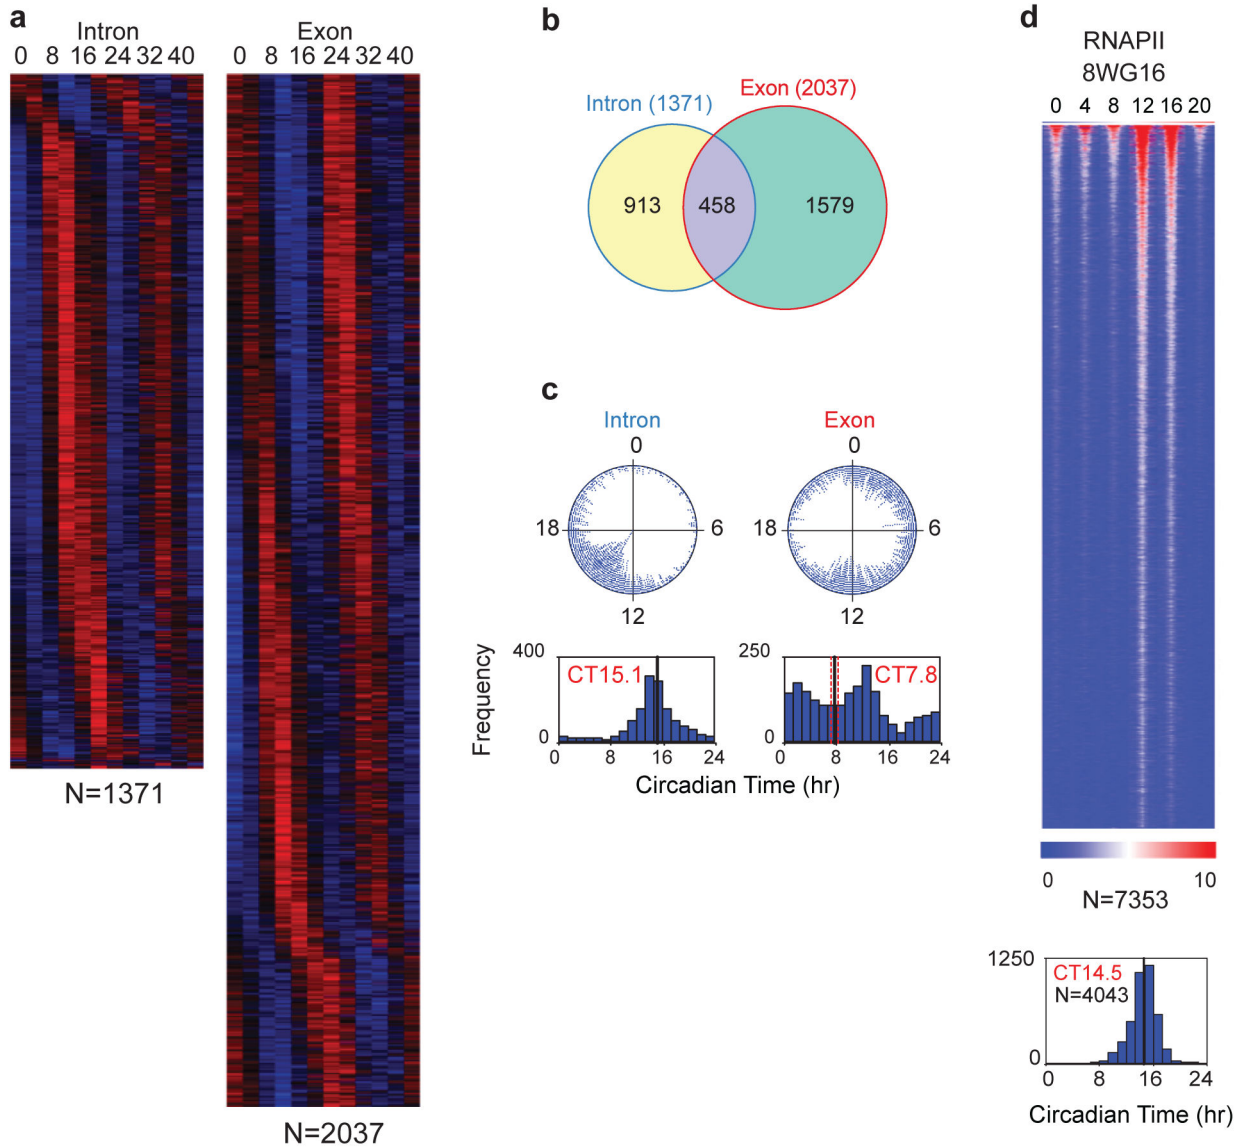 a
Intron
0 8 16 24 32 40
N=1371
Exon
0 8 16 24 32 40
N=2037
b
Intron (1371)
Exon (2037)
913 458 1579
c
Intron
0
18 6
12
Exon
0
18 6
12
Frequency
400
0
CT15.1
0 8 16 24
250
0
CT7.8
0 8 16 24
Circadian Time (hr)
d
RNAPII
8WG16
0 4 8 12 16 20
0 10
N=7353
1250
0
CT14.5
N=4043
0 8 16 24
Circadian Time (hr)